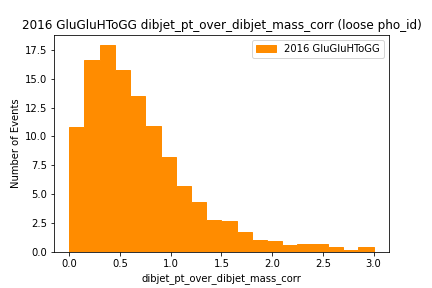 2016 GluGluHToGG dibjet_pt_over_dibjet_mass_corr (loose pho_id)
2016 GluGluHToGG
Number of Events
17.5
15.0
12.5
10.0
7.5
5.0
2.5
0.0
0.0 0.5 1.0 1.5 2.0 2.5 3.0
dibjet_pt_over_dibjet_mass_corr